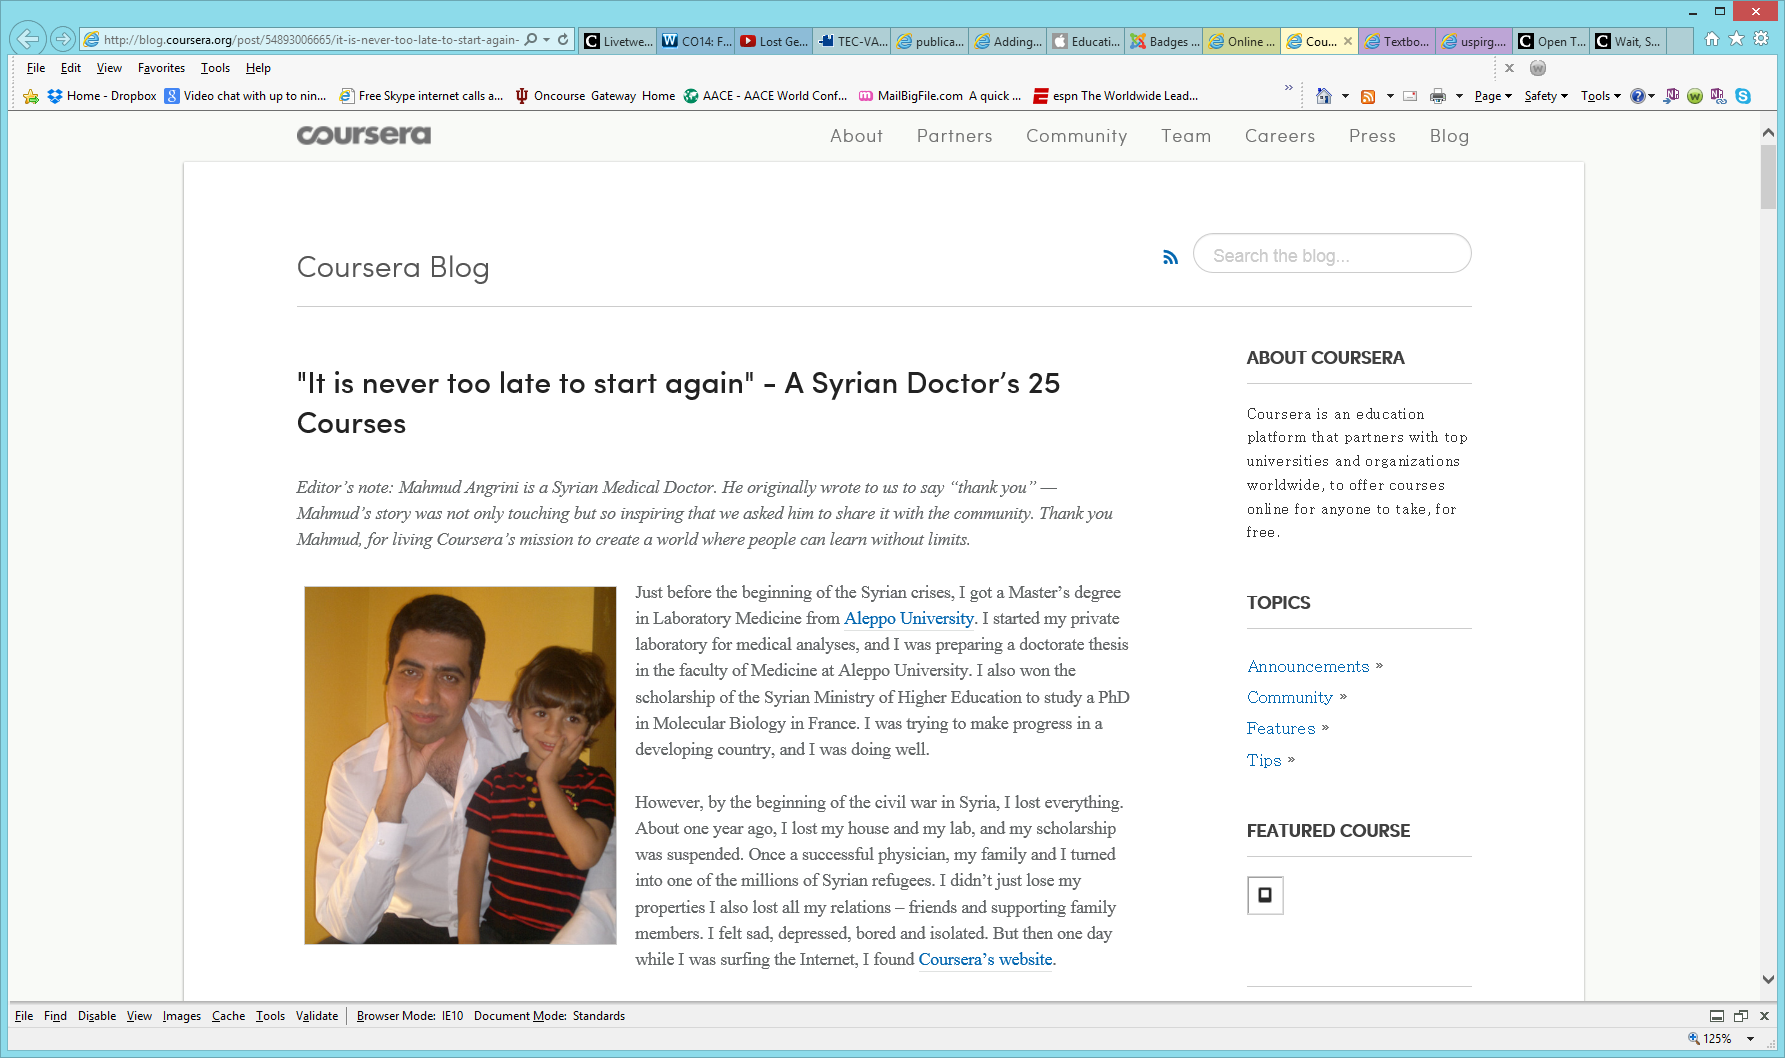 http://blog.coursera.org/post/54893006665/it-is-never-too-late-to-start-again-
Livetwe...
CO14: F...
Lost Ge...
TEC-VA...
publica...
Adding...
Educati...
Badges ...
Online ...
Cou...
Textbo...
uspirg....
Open T...
Wait, S...
File Edit View Favorites Tools Help
Home - Dropbox
Video chat with up to nin...
Free Skype internet calls a...
Oncourse Gateway Home
AACE - AACE World Conf...
MailBigFile.com A quick ...
espn The Worldwide Lead...
Page Safety Tools
coursera
About Partners Community Team Careers Press Blog
Coursera Blog
Search the blog...
"It is never too late to start again" - A Syrian Doctor’s 25
Courses
Editor’s note: Mahmud Angrini is a Syrian Medical Doctor. He originally wrote to us to say “thank you” —
Mahmud’s story was not only touching but so inspiring that we asked him to share it with the community. Thank you
Mahmud, for living Coursera’s mission to create a world where people can learn without limits.
Just before the beginning of the Syrian crises, I got a Master’s degree
in Laboratory Medicine from Aleppo University. I started my private
laboratory for medical analyses, and I was preparing a doctorate thesis
in the faculty of Medicine at Aleppo University. I also won the
scholarship of the Syrian Ministry of Higher Education to study a PhD
in Molecular Biology in France. I was trying to make progress in a
developing country, and I was doing well.
However, by the beginning of the civil war in Syria, I lost everything.
About one year ago, I lost my house and my lab, and my scholarship
was suspended. Once a successful physician, my family and I turned
into one of the millions of Syrian refugees. I didn’t just lose my
properties I also lost all my relations – friends and supporting family
members. I felt sad, depressed, bored and isolated. But then one day
while I was surfing the Internet, I found Coursera’s website.
ABOUT COURSERA
Coursera is an education
platform that partners with top
universities and organizations
worldwide, to offer courses
online for anyone to take, for
free.
TOPICS
Announcements »
Community »
Features »
Tips »
FEATURED COURSE
File Find Disable View Images Cache Tools Validate Browser Mode: IE10 Document Mode: Standards
125%